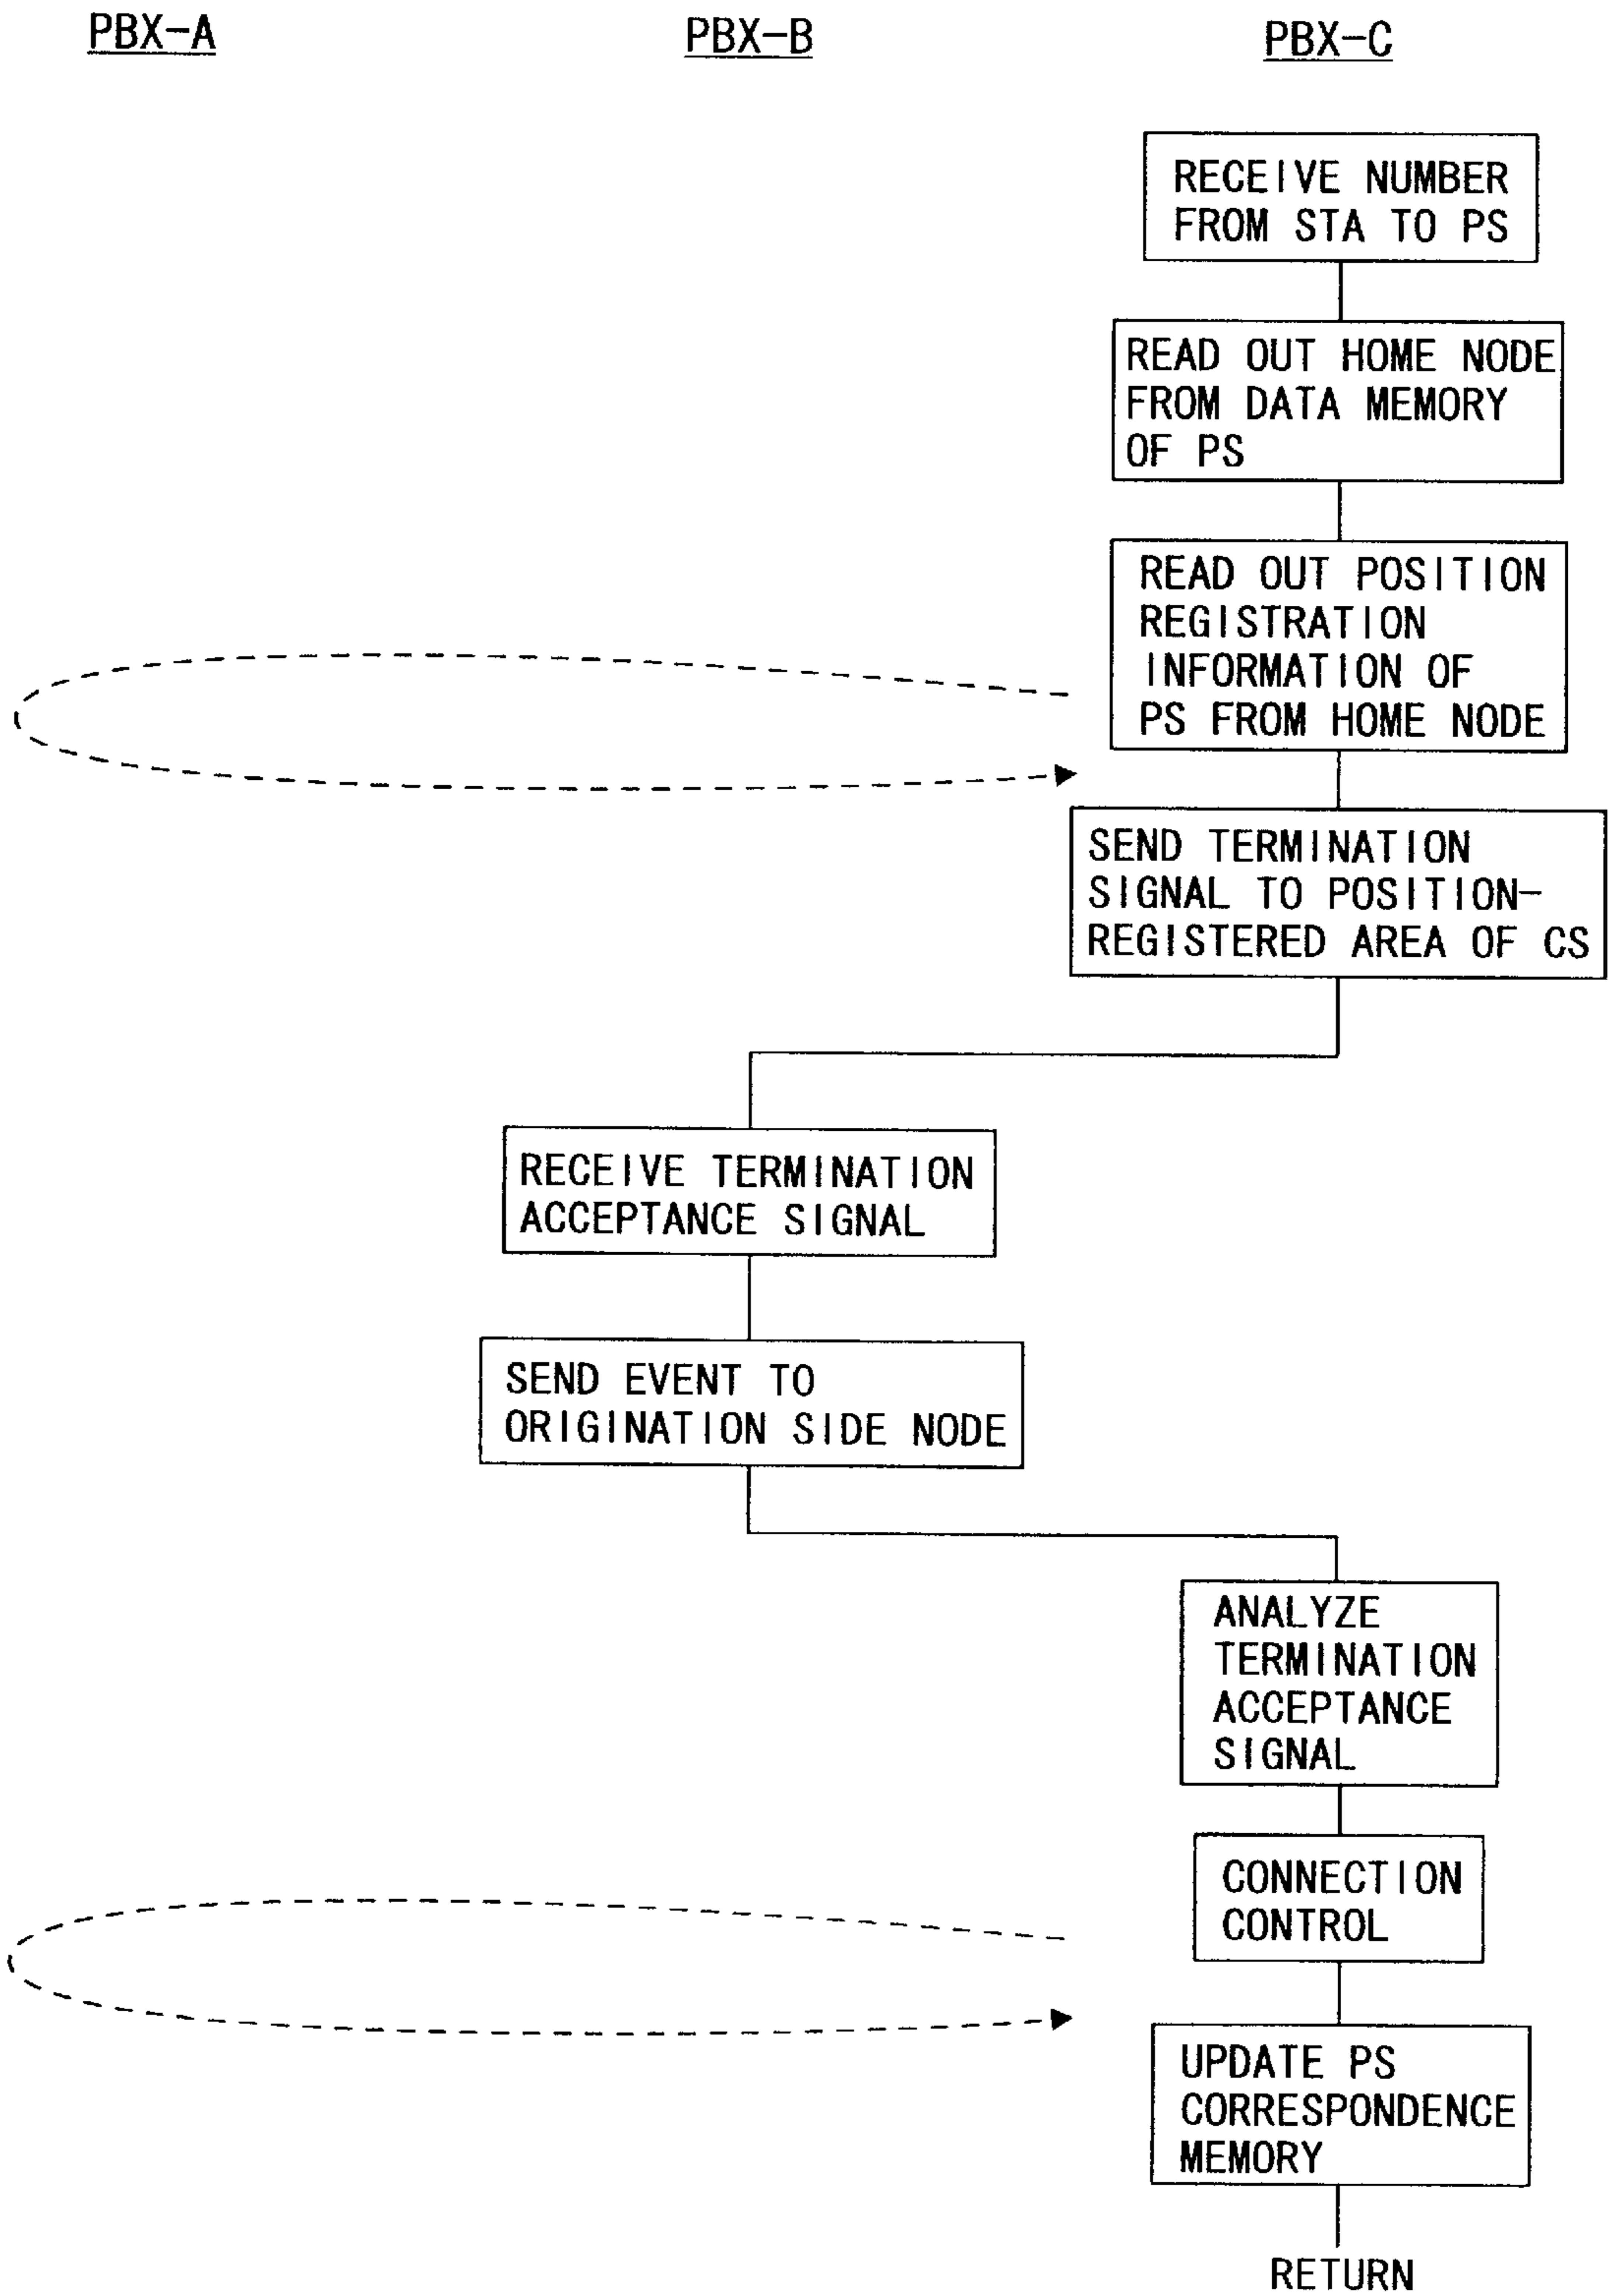 PBX-A
PBX-B
PBX-C
RECEIVE NUMBER
FROM STA TO PS
READ OUT HOME NODE
FROM DATA MEMORY
OF PS
READ OUT POSITION
REGISTRATION
INFORMATION OF
PS FROM HOME NODE
SEND TERMINATION
SIGNAL TO POSITION-
REGISTERED AREA OF CS
RECEIVE TERMINATION
ACCEPTANCE SIGNAL
SEND EVENT TO
ORIGINATION SIDE NODE
ANALYZE
TERMINATION
ACCEPTANCE
SIGNAL
CONNECTION
CONTROL
UPDATE PS
CORRESPONDENCE
MEMORY
RETURN